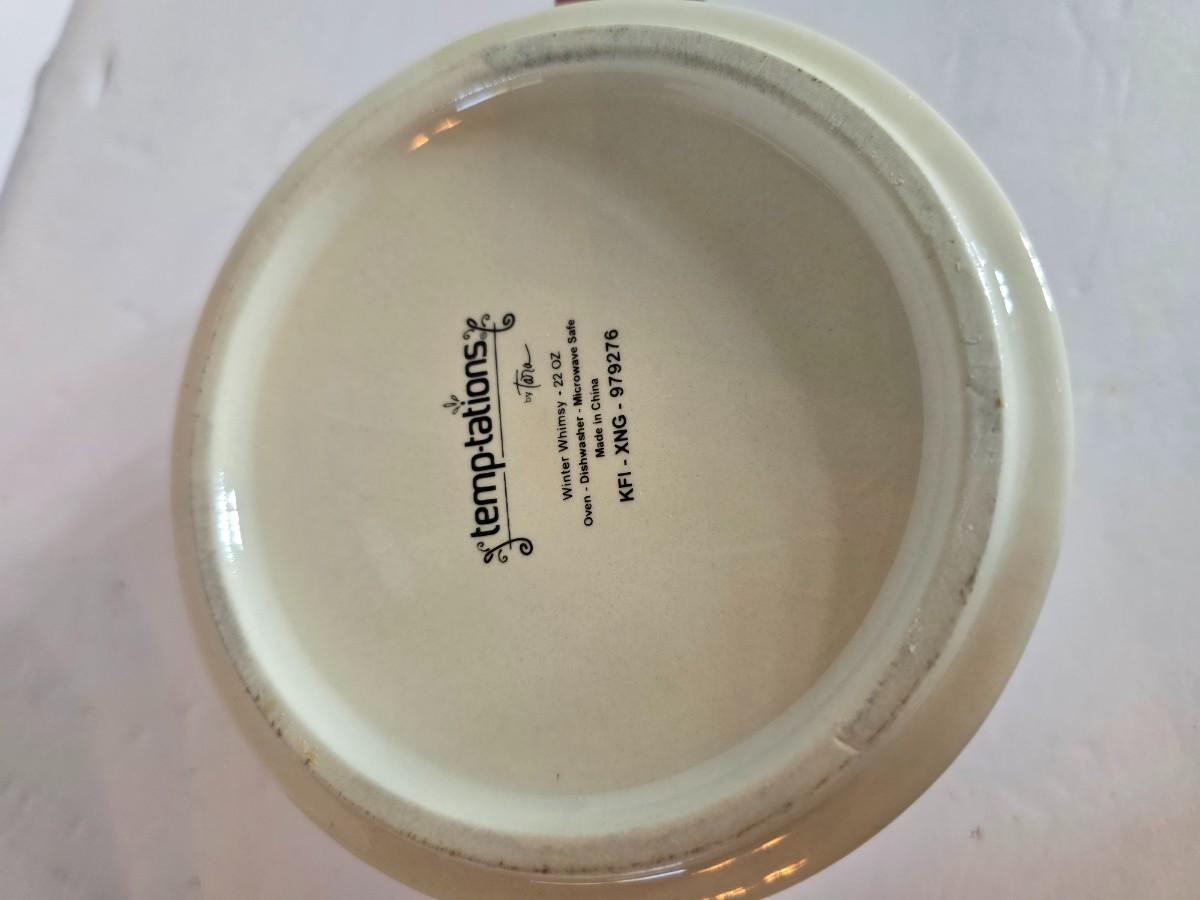 temp-tations®
by Tara
Winter Whimsy - 22 OZ
Oven - Dishwasher - Microwave Safe
Made in China
KFI - XNG - 979276